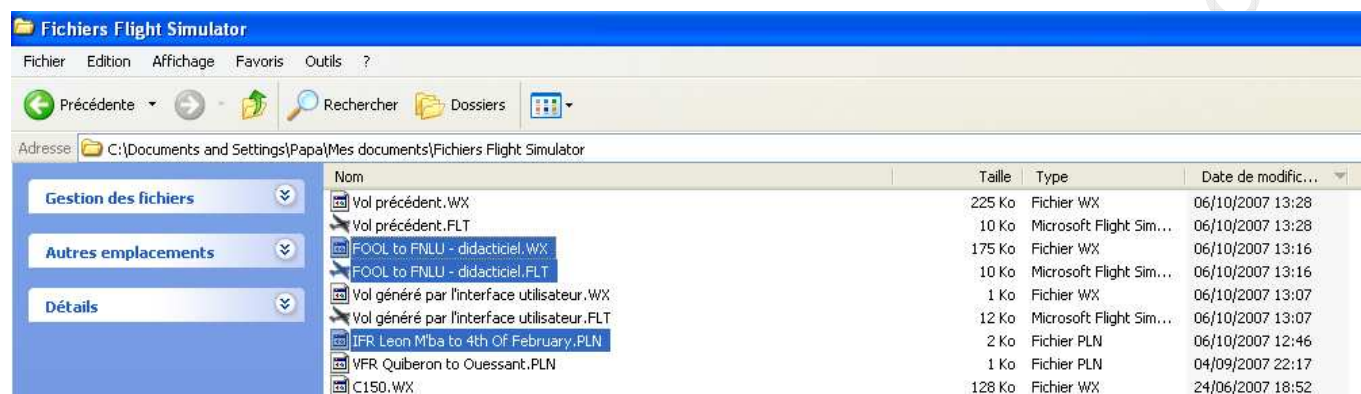 Fichiers Flight Simulator
Fichier Edition Affichage Favoris Outils ?
Précédente Rechercher Dossiers
Adresse C:\Documents and Settings\Papa\Mes documents\Fichiers Flight Simulator
Gestion des fichiers
Autres emplacements
Détails
Nom Taille Type Date de modific...
Vol précédent.WX 225 Ko Fichier WX 06/10/2007 13:28
Vol précédent.FLT 10 Ko Microsoft Flight Sim... 06/10/2007 13:28
FOOL to FNLU - didacticiel.WX 175 Ko Fichier WX 06/10/2007 13:16
FOOL to FNLU - didacticiel.FLT 10 Ko Microsoft Flight Sim... 06/10/2007 13:16
Vol généré par l'interface utilisateur.WX 1 Ko Fichier WX 06/10/2007 13:07
Vol généré par l'interface utilisateur.FLT 12 Ko Microsoft Flight Sim... 06/10/2007 13:07
IFR Leon M'ba to 4th Of February.PLN 2 Ko Fichier PLN 06/10/2007 12:46
VFR Quiberon to Ouessant.PLN 1 Ko Fichier PLN 04/09/2007 22:17
C150.WX 128 Ko Fichier WX 24/06/2007 18:52